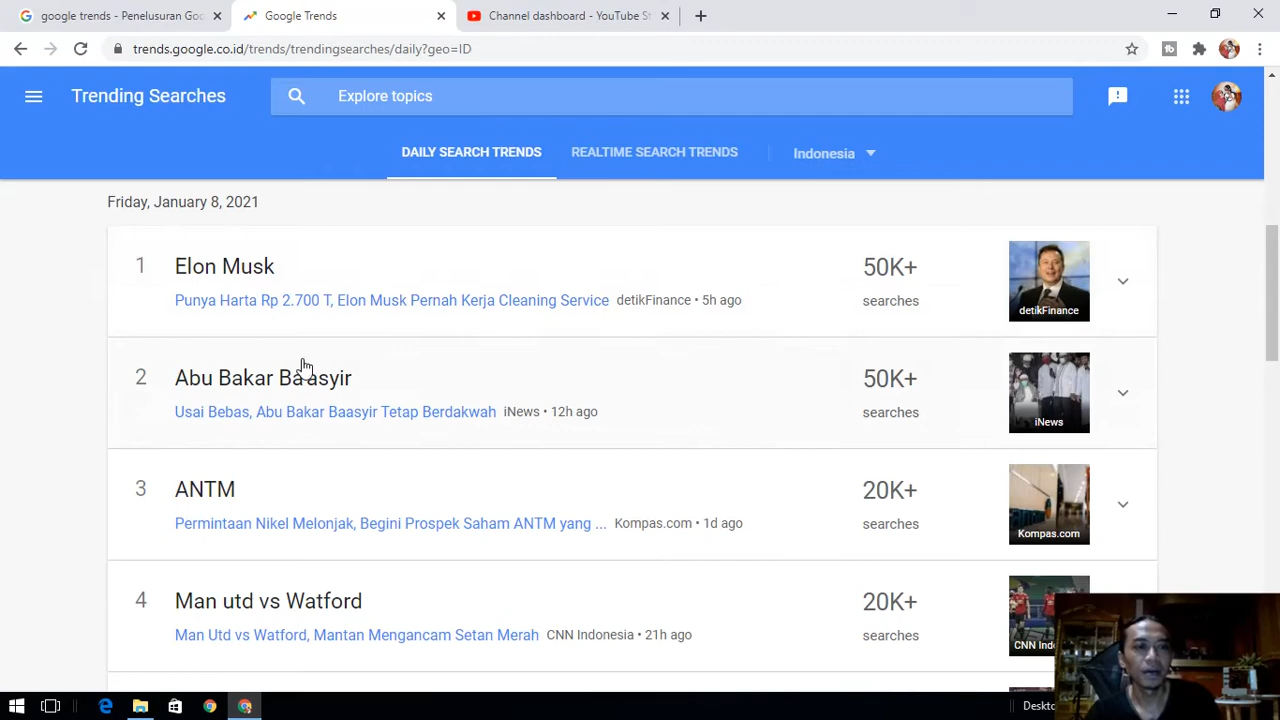 google trends - Penelusuran Goo
Google Trends
Channel dashboard - YouTube St
trends.google.co.id/trends/trendingsearches/daily?geo=ID
Trending Searches
Explore topics
DAILY SEARCH TRENDS
REALTIME SEARCH TRENDS
Indonesia
Friday, January 8, 2021
1
Elon Musk
Punya Harta Rp 2.700 T, Elon Musk Pernah Kerja Cleaning Service detikFinance • 5h ago
50K+
searches
detikFinance
2
Abu Bakar Ba'asyir
Usai Bebas, Abu Bakar Baasyir Tetap Berdakwah iNews • 12h ago
50K+
searches
iNews
3
ANTM
Permintaan Nikel Melonjak, Begini Prospek Saham ANTM yang ... Kompas.com • 1d ago
20K+
searches
Kompas.com
4
Man utd vs Watford
Man Utd vs Watford, Mantan Mengancam Setan Merah CNN Indonesia • 21h ago
20K+
searches
CNN Indo
Deskto